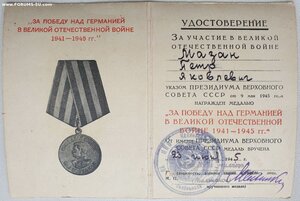 www.FORUMS-SU.com
„ЗА ПОБЕДУ НАД ГЕРМАНИЕЙ
В ВЕЛИКОЙ ОТЕЧЕСТВЕННОЙ ВОЙНЕ
1941—1945 гг.“
УДОСТОВЕРЕНИЕ
ЗА УЧАСТИЕ В ВЕЛИКОЙ
ОТЕЧЕСТВЕННОЙ ВОЙНЕ
Мазан
Петр
Яковлевич
УКАЗОМ ПРЕЗИДИУМА ВЕРХОВНОГО
СОВЕТА СССР от 9 мая 1945 года
НАГРАЖДЕН МЕДАЛЬЮ
„ЗА ПОБЕДУ НАД ГЕРМАНИЕЙ
В ВЕЛИКОЙ ОТЕЧЕСТВЕННОЙ
ВОЙНЕ 1941—1945 гг.“
ОТ ИМЕНИ ПРЕЗИДИУМА ВЕРХОВНОГО
СОВЕТА СССР МЕДАЛЬ ВРУЧЕНА